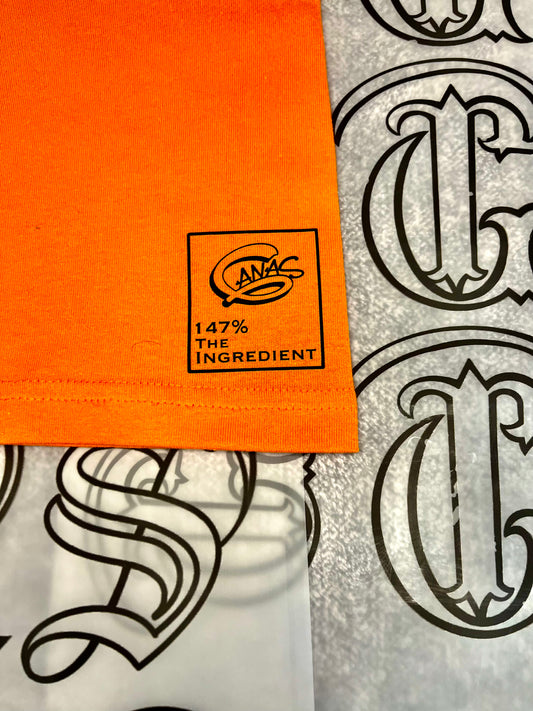 Canas
147%
The
Ingredient